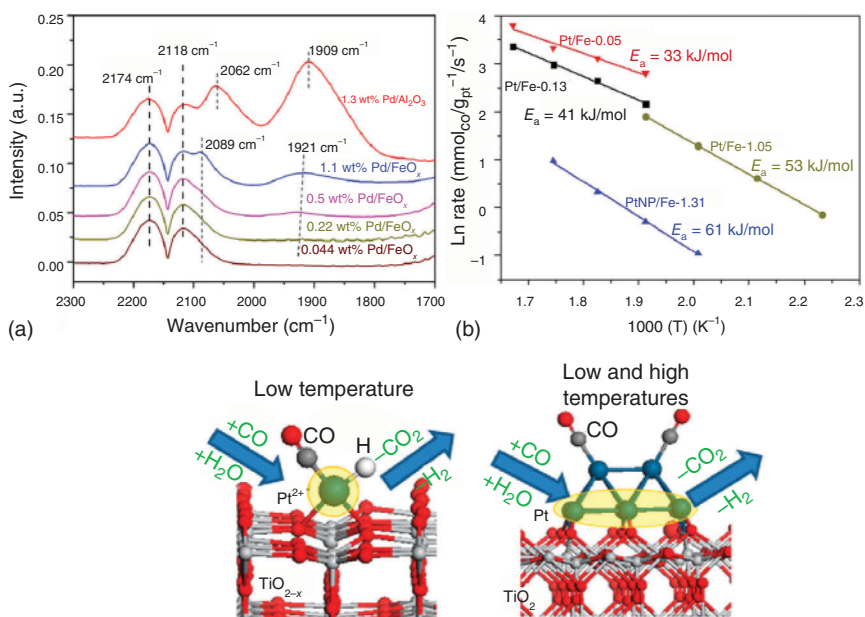 2174 cm⁻¹
2118 cm⁻¹
2062 cm⁻¹
1909 cm⁻¹
1.3 wt% Pd/Al₂O₃
2089 cm⁻¹
1921 cm⁻¹
1.1 wt% Pd/FeOₓ
0.5 wt% Pd/FeOₓ
0.22 wt% Pd/FeOₓ
0.044 wt% Pd/FeOₓ
Intensity (a.u.)
0.25
0.20
0.15
0.10
0.05
0.00
2300 2200 2100 2000 1900 1800 1700
Wavenumber (cm⁻¹)
(a)
Ln rate (mmol_co/g_pt⁻¹/s⁻¹)
4
3
2
1
0
−1
Pt/Fe-0.05
Eₐ = 33 kJ/mol
Pt/Fe-0.13
Eₐ = 41 kJ/mol
Pt/Fe-1.05
Eₐ = 53 kJ/mol
PtNP/Fe-1.31
Eₐ = 61 kJ/mol
1.7 1.8 1.9 2.0 2.1 2.2 2.3
1000 (T) (K⁻¹)
(b)
Low temperature
+CO
+H₂O
CO
H
−CO₂
−H₂
Pt²⁺
TiO₂₋ₓ
Low and high
temperatures
+CO
+H₂O
CO
−CO₂
−H₂
Pt
TiO₂